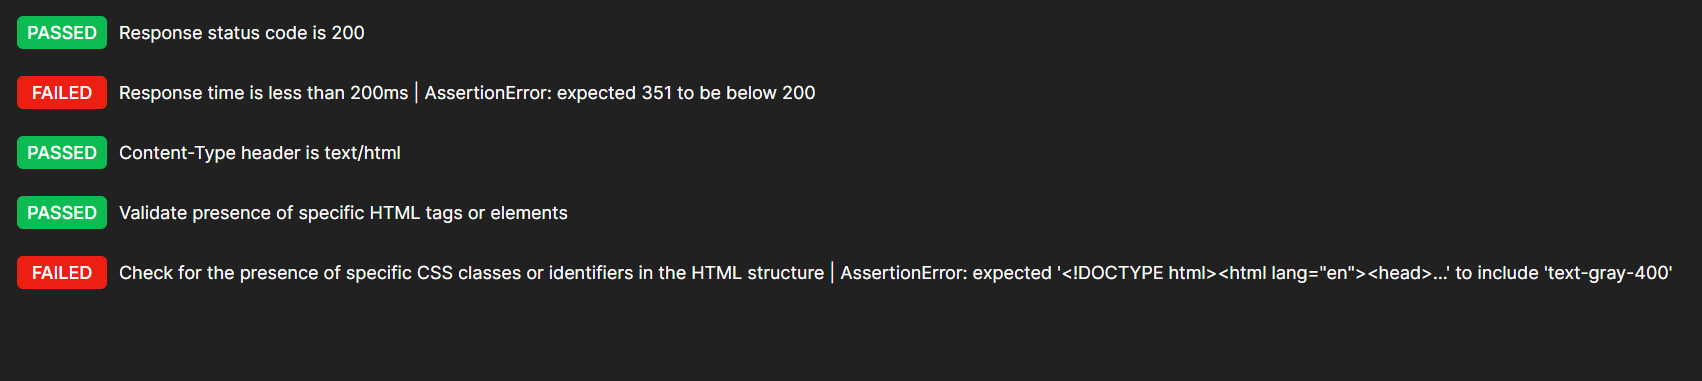 PASSED Response status code is 200
FAILED Response time is less than 200ms | AssertionError: expected 351 to be below 200
PASSED Content-Type header is text/html
PASSED Validate presence of specific HTML tags or elements
FAILED Check for the presence of specific CSS classes or identifiers in the HTML structure | AssertionError: expected '<!DOCTYPE html><html lang="en"><head>...' to include 'text-gray-400'